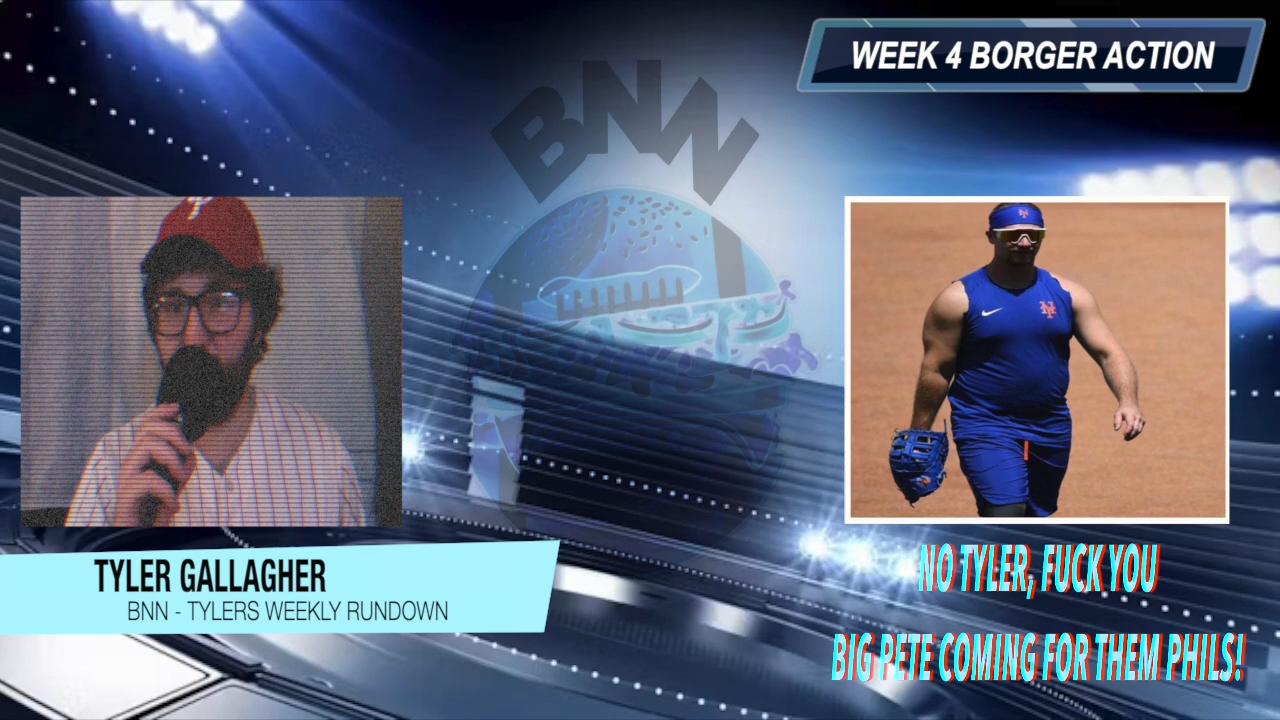 WEEK 4 BORGER ACTION
BNN
TYLER GALLAGHER
BNN - TYLERS WEEKLY RUNDOWN
NO TYLER, FUCK YOU
BIG PETE COMING FOR THEM PHILS!